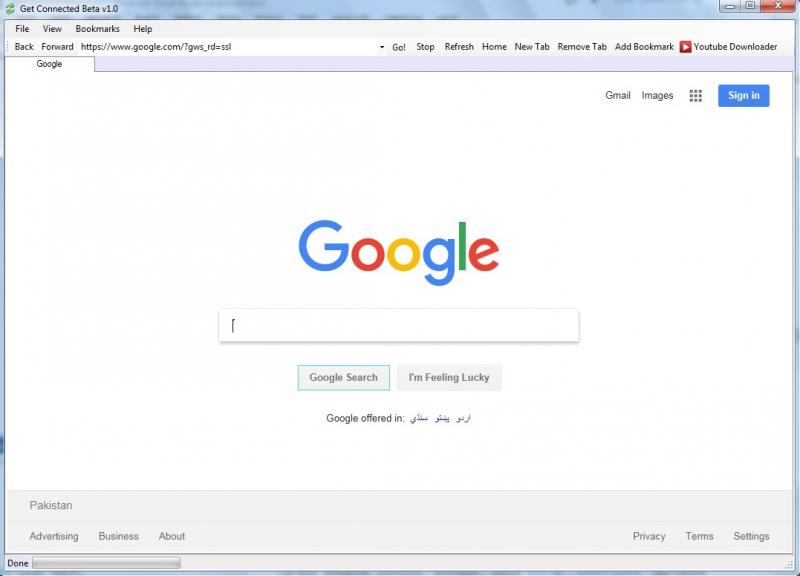 Get Connected Beta v1.0
File View Bookmarks Help
Back Forward https://www.google.com/?gws_rd=ssl Go! Stop Refresh Home New Tab Remove Tab Add Bookmark Youtube Downloader
Google
Gmail Images Sign in
Google
Google Search I'm Feeling Lucky
Google offered in: اردو پښتو سنڌي
Pakistan
Advertising Business About Privacy Terms Settings
Done